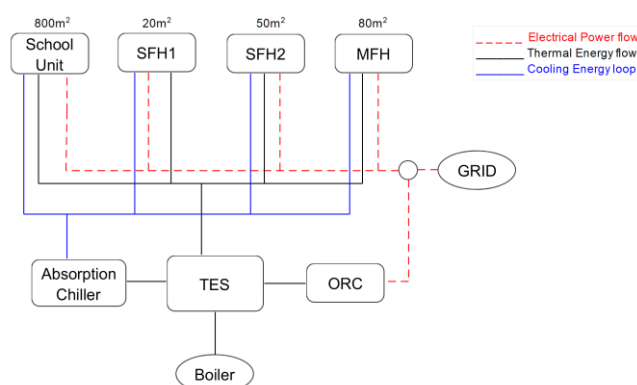 800m²
20m²
50m²
80m²
School
Unit
SFH1
SFH2
MFH
Electrical Power flow
Thermal Energy flow
Cooling Energy loop
GRID
Absorption
Chiller
TES
ORC
Boiler